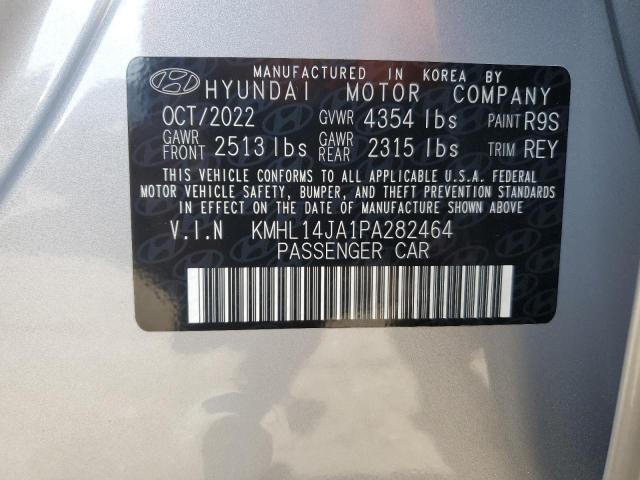 MANUFACTURED IN KOREA BY
HYUNDAI MOTOR COMPANY
OCT/2022 GVWR 4354 lbs PAINT R9S
GAWR FRONT 2513 lbs GAWR REAR 2315 lbs TRIM REY
THIS VEHICLE CONFORMS TO ALL APPLICABLE U.S.A. FEDERAL
MOTOR VEHICLE SAFETY, BUMPER, AND THEFT PREVENTION STANDARDS
IN EFFECT ON THE DATE OF MANUFACTURE SHOWN ABOVE
V.I.N KMHL14JA1PA282464
PASSENGER CAR